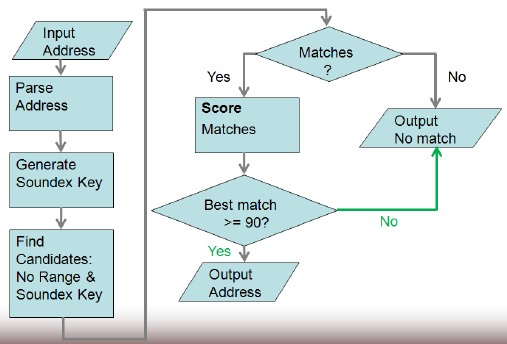 Input
Address
Parse
Address
Generate
Soundex Key
Find
Candidates:
No Range &
Soundex Key
Matches
?
Yes
No
Score
Matches
Output
No match
Best match
>= 90?
No
Yes
Output
Address